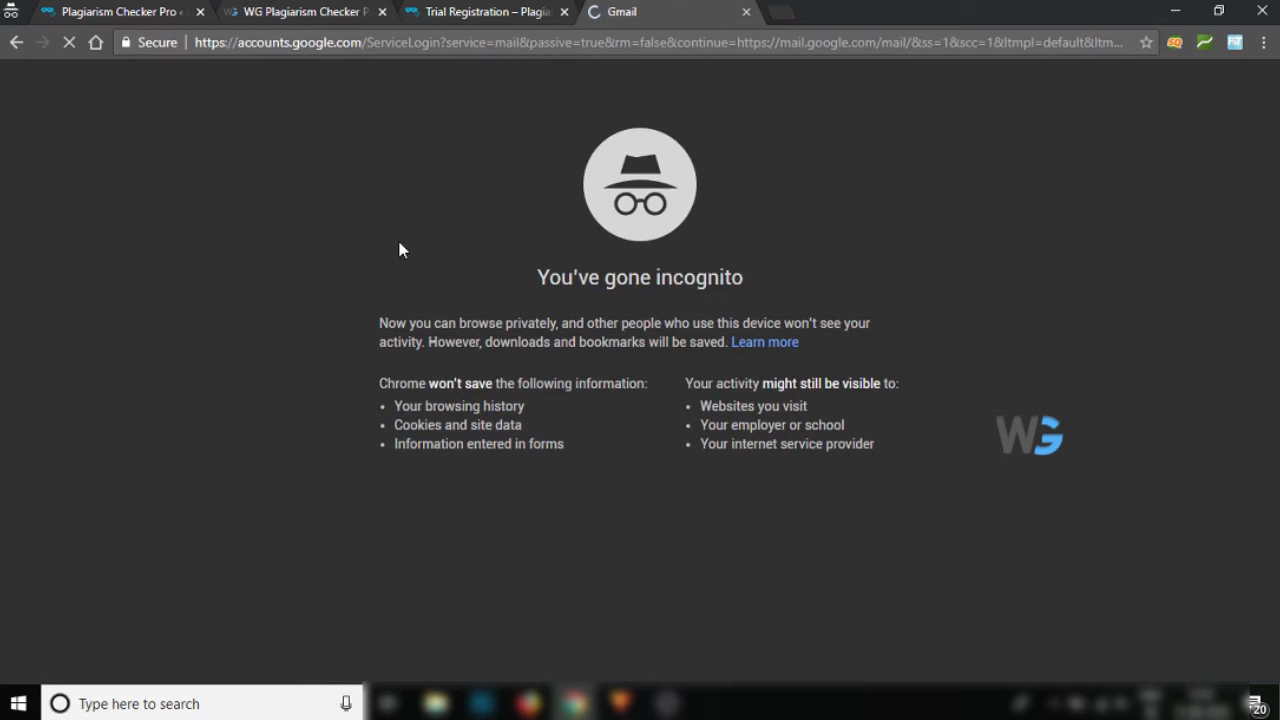 Plagiarism Checker Pro
WG Plagiarism Checker P
Trial Registration – Plagia
Gmail
Secure
https://accounts.google.com/ServiceLogin?service=mail&passive=true&rm=false&continue=https://mail.google.com/mail/&ss=1&scc=1&ltmpl=default&ltm...
You've gone incognito
Now you can browse privately, and other people who use this device won't see your
activity. However, downloads and bookmarks will be saved. Learn more
Chrome won't save the following information:
• Your browsing history
• Cookies and site data
• Information entered in forms
Your activity might still be visible to:
• Websites you visit
• Your employer or school
• Your internet service provider
WG
Type here to search
20